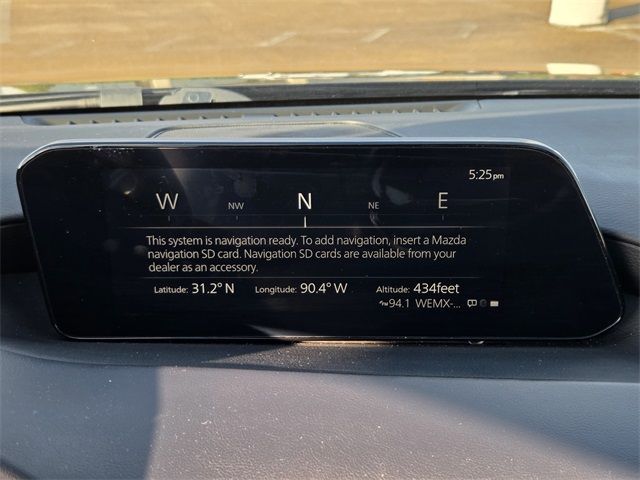 5:25pm
W NW N NE E
This system is navigation ready. To add navigation, insert a Mazda
navigation SD card. Navigation SD cards are available from your
dealer as an accessory.
Latitude: 31.2° N Longitude: 90.4° W Altitude: 434feet
FM 94.1 WEMX-...